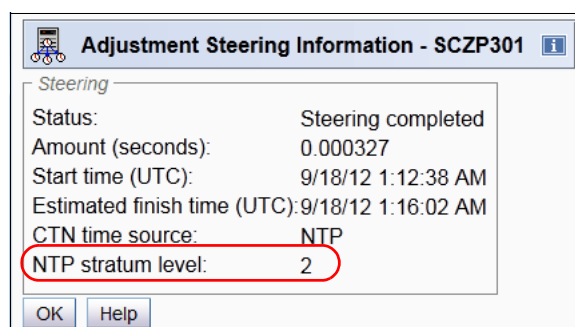 Adjustment Steering Information - SCZP301 i
Steering
Status: Steering completed
Amount (seconds): 0.000327
Start time (UTC): 9/18/12 1:12:38 AM
Estimated finish time (UTC): 9/18/12 1:16:02 AM
CTN time source: NTP
NTP stratum level: 2
OK Help